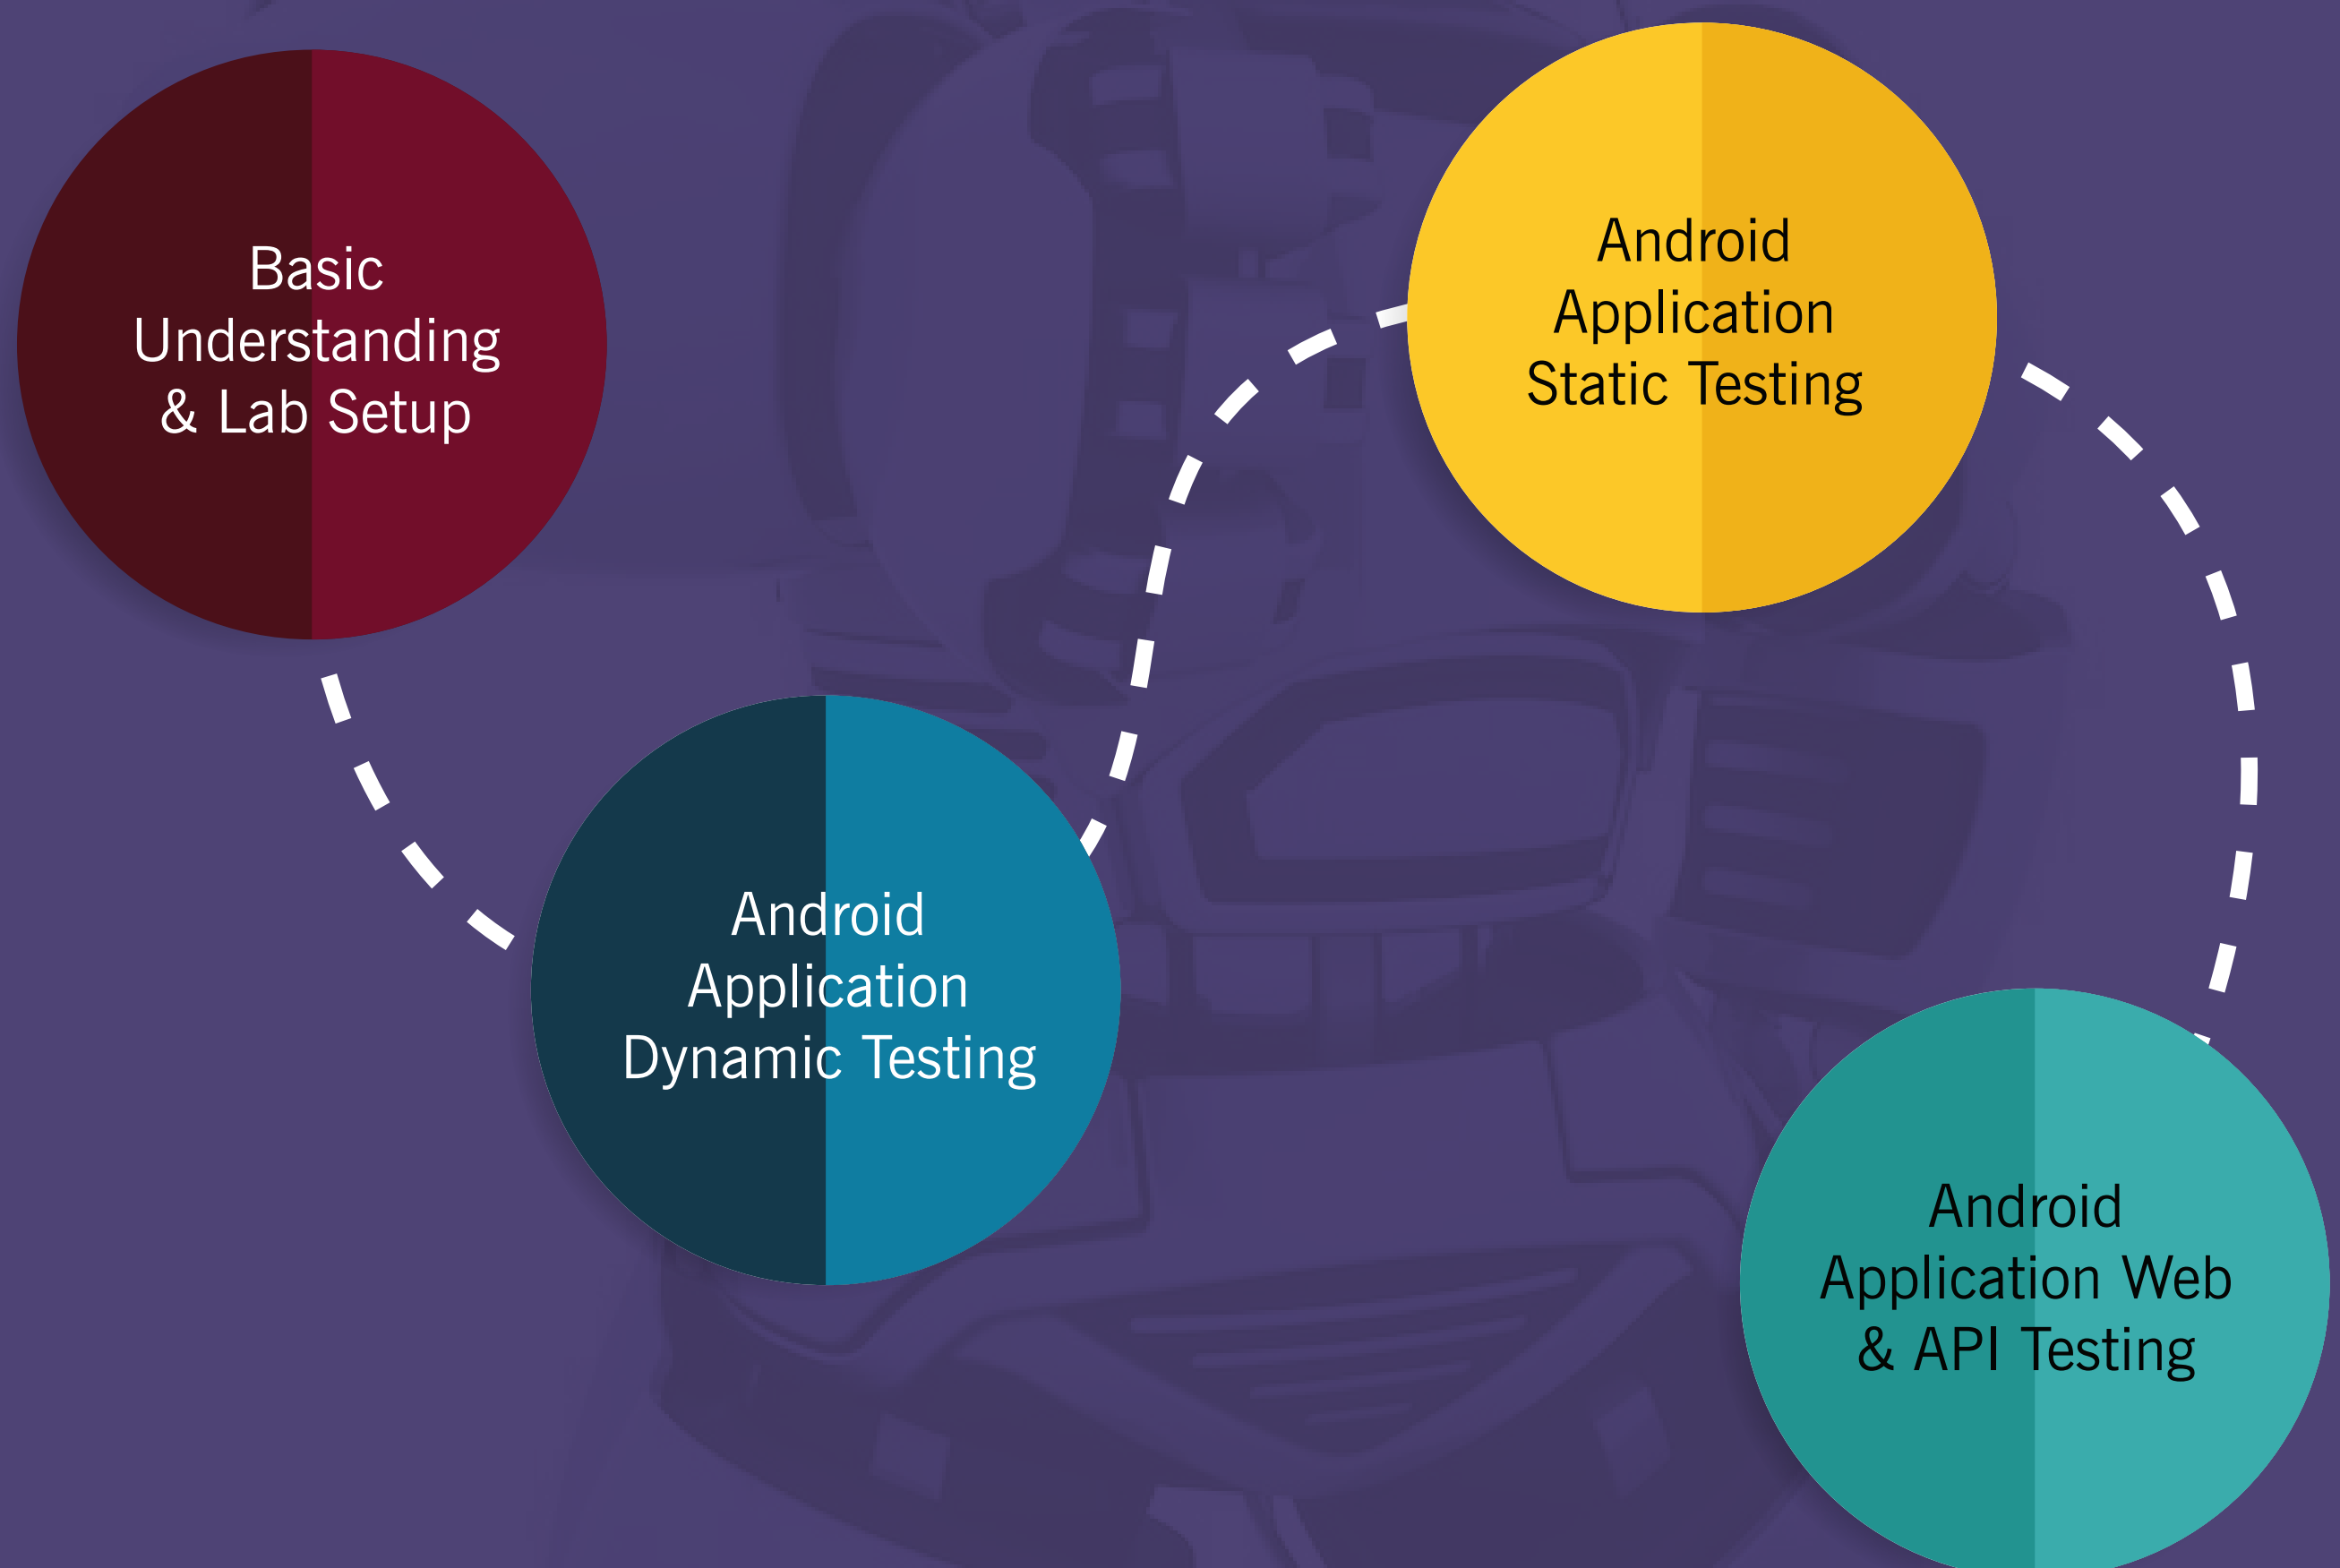 Basic
Understanding
& Lab Setup
Android
Application
Dynamic Testing
Android
Application
Static Testing
Android
Application Web
& API Testing